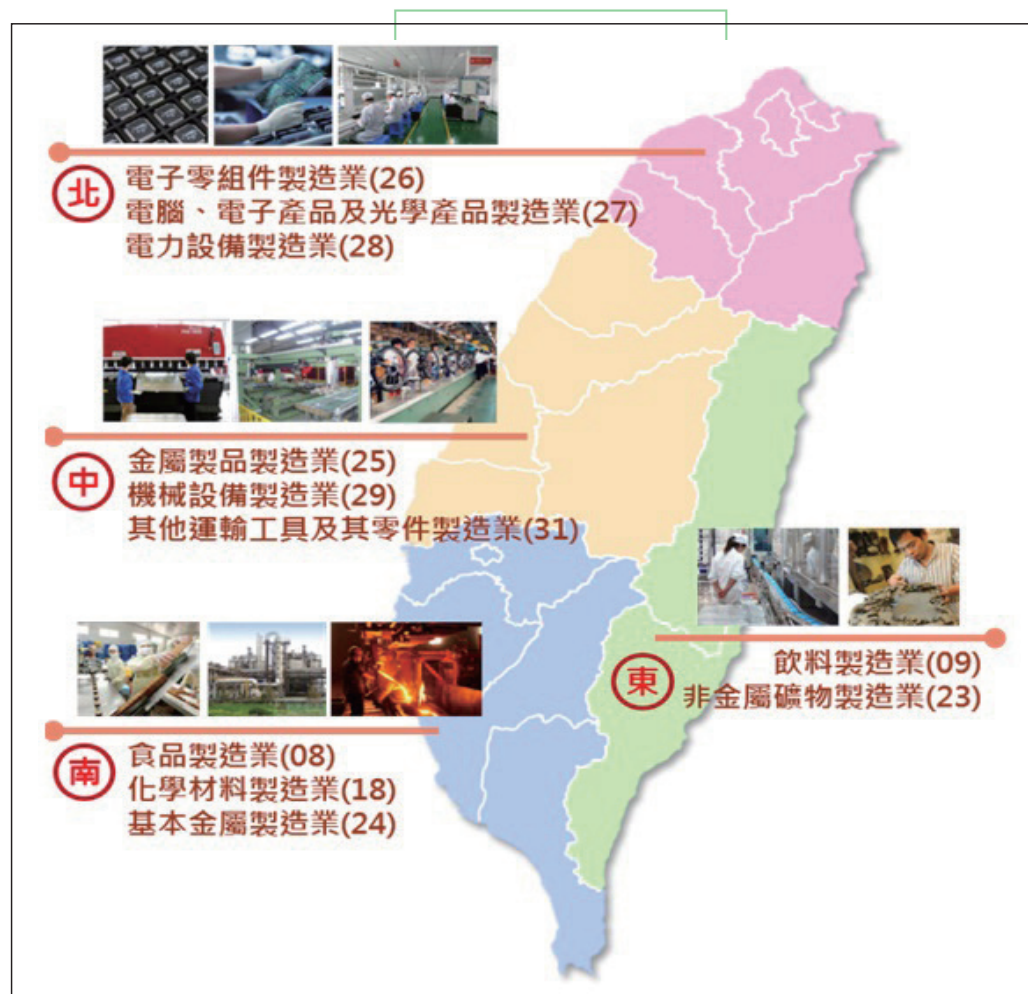 北
電子零組件製造業(26)
電腦、電子產品及光學產品製造業(27)
電力設備製造業(28)
中
金屬製品製造業(25)
機械設備製造業(29)
其他運輸工具及其零件製造業(31)
東
飲料製造業(09)
非金屬礦物製造業(23)
南
食品製造業(08)
化學材料製造業(18)
基本金屬製造業(24)